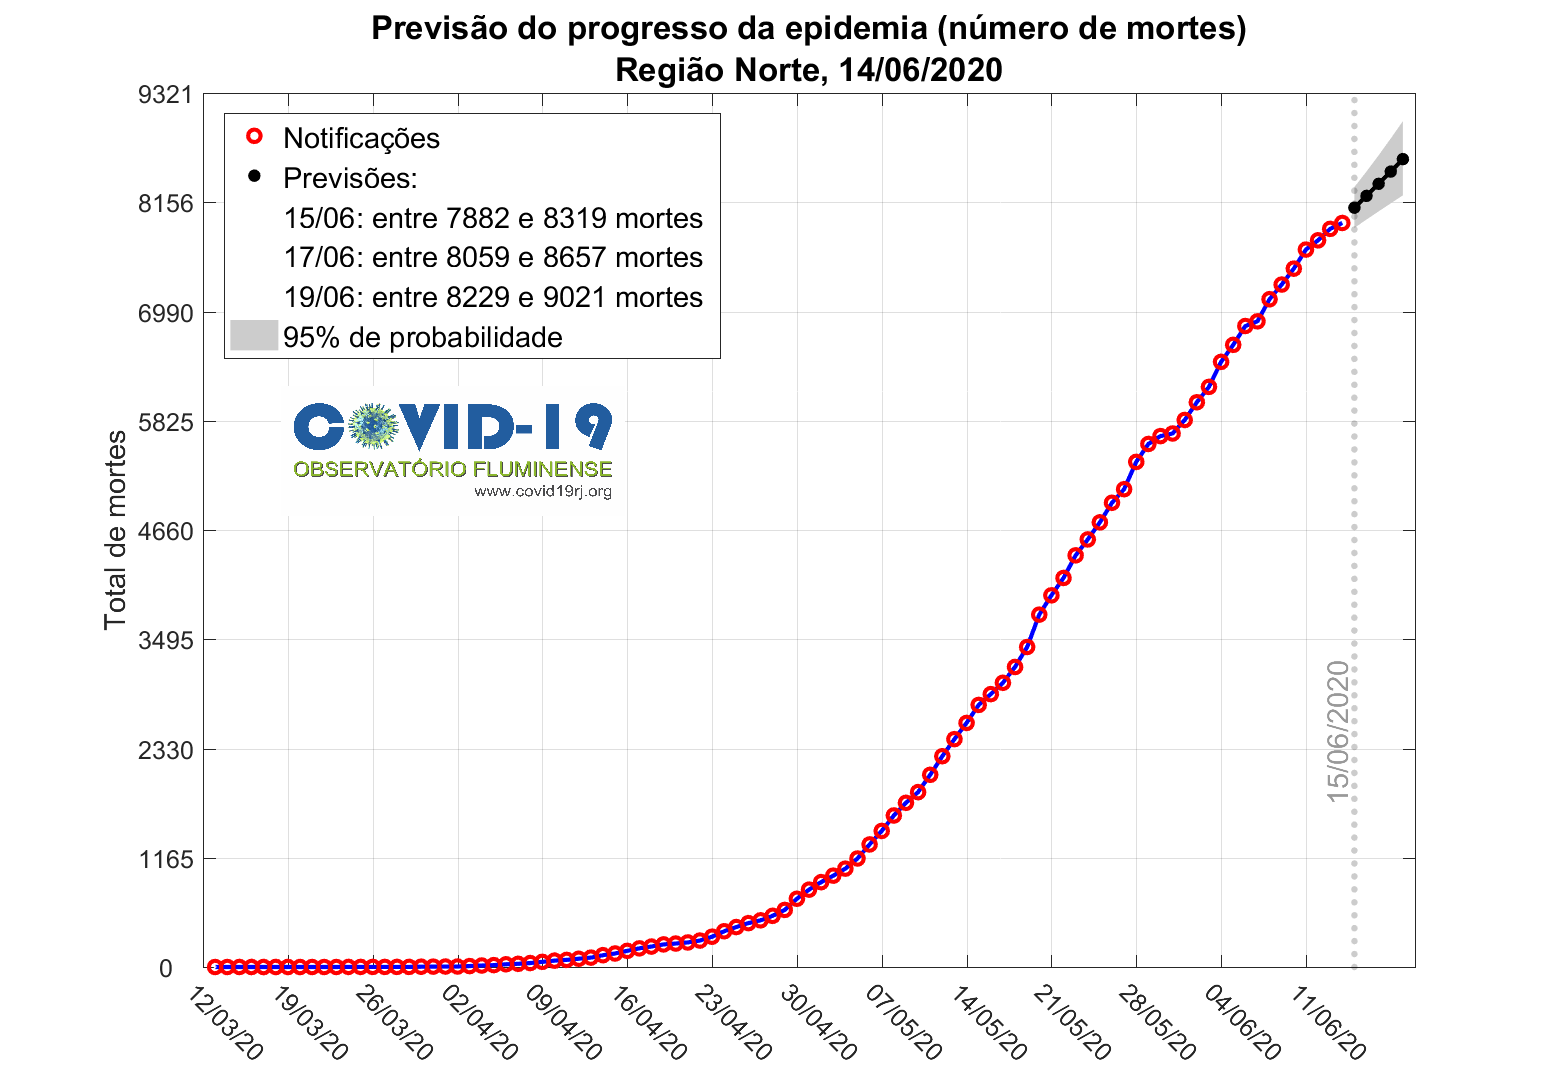 Previsão do progresso da epidemia (número de mortes)
Região Norte, 14/06/2020
9321
8156
6990
5825
4660
3495
2330
1165
0
Total de mortes
Notificações
Previsões:
15/06: entre 7882 e 8319 mortes
17/06: entre 8059 e 8657 mortes
19/06: entre 8229 e 9021 mortes
95% de probabilidade
COVID-19
OBSERVATÓRIO FLUMINENSE
www.covid19rj.org
15/06/2020
12/03/20
19/03/20
26/03/20
02/04/20
09/04/20
16/04/20
23/04/20
30/04/20
07/05/20
14/05/20
21/05/20
28/05/20
04/06/20
11/06/20